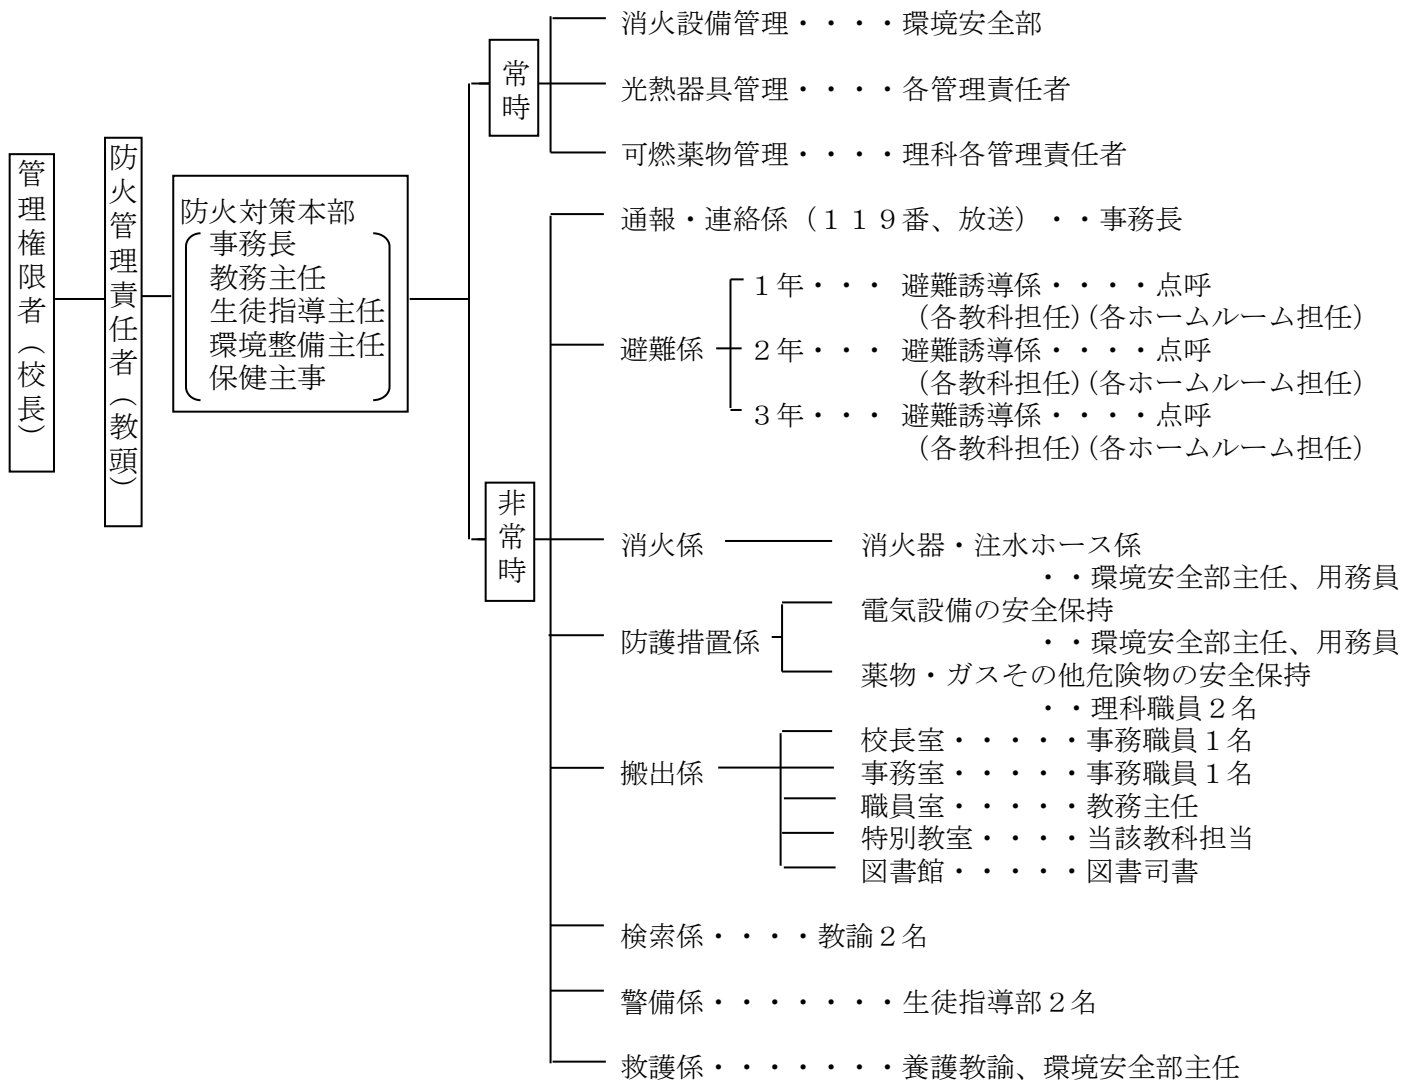 管理権限者（校長）
防火管理責任者（教頭）
防火対策本部
事務長
教務主任
生徒指導主任
環境整備主任
保健主事
常時
消火設備管理・・・・環境安全部
光熱器具管理・・・・各管理責任者
可燃薬物管理・・・・理科各管理責任者
非常時
通報・連絡係（１１９番、放送）・・事務長
避難係
１年・・・ 避難誘導係・・・・点呼
（各教科担任）（各ホームルーム担任）
２年・・・ 避難誘導係・・・・点呼
（各教科担任）（各ホームルーム担任）
３年・・・ 避難誘導係・・・・点呼
（各教科担任）（各ホームルーム担任）
消火係 消火器・注水ホース係
・・環境安全部主任、用務員
防護措置係
電気設備の安全保持
・・環境安全部主任、用務員
薬物・ガスその他危険物の安全保持
・・理科職員２名
搬出係
校長室・・・・・事務職員１名
事務室・・・・・事務職員１名
職員室・・・・・教務主任
特別教室・・・・当該教科担当
図書館・・・・・図書司書
検索係・・・・教諭２名
警備係・・・・・・・生徒指導部２名
救護係・・・・・・・養護教諭、環境安全部主任